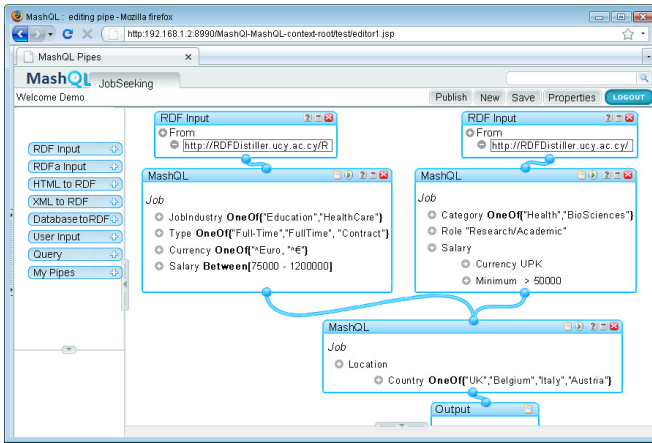 MashQL : editing pipe - Mozilla firefox
http:192.168.1.2:8990/MashQl-MashQL-context-root/test/editor1.jsp
MashQL Pipes
MashQL JobSeeking
Welcome Demo
Publish New Save Properties LOGOUT
RDF Input
RDFa Input
HTML to RDF
XML to RDF
DatabasetoRDF
User Input
Query
My Pipes
RDF Input
From
http://RDFDistiller.ucy.ac.cy/R
RDF Input
From
http://RDFDistiller.ucy.ac.cy/
MashQL
Job
JobIndustry OneOf{"Education","HealthCare"}
Type OneOf{"Full-Time","FullTime", "Contract"}
Currency OneOf{"^Euro, "^€"}
Salary Between[75000 - 1200000]
MashQL
Job
Category OneOf{"Health","BioSciences"}
Role "Research/Academic"
Salary
Currency UPK
Minimum > 50000
MashQL
Job
Location
Country OneOf{"UK","Belgium","Italy","Austria"}
Output